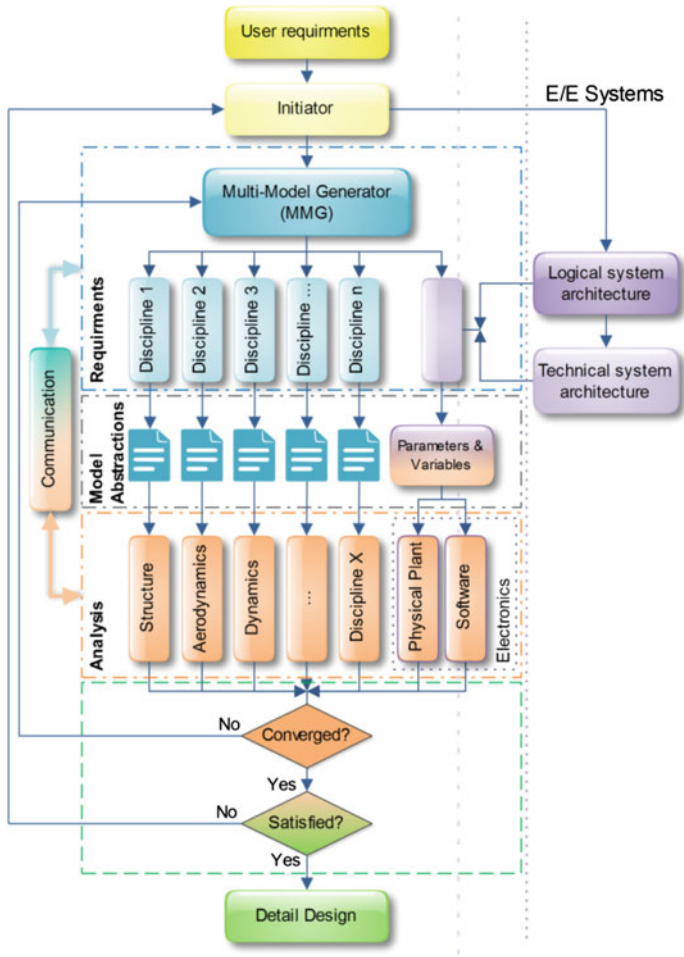 User requirments
Initiator
E/E Systems
Multi-Model Generator
(MMG)
Requirments
Discipline 1
Discipline 2
Discipline 3
Discipline ...
Discipline n
Logical system
architecture
Technical system
architecture
Communication
Model
Abstractions
Parameters &
Variables
Analysis
Structure
Aerodynamics
Dynamics
...
Discipline X
Physical Plant
Software
Electronics
No
Converged?
Yes
No
Satisfied?
Yes
Detail Design